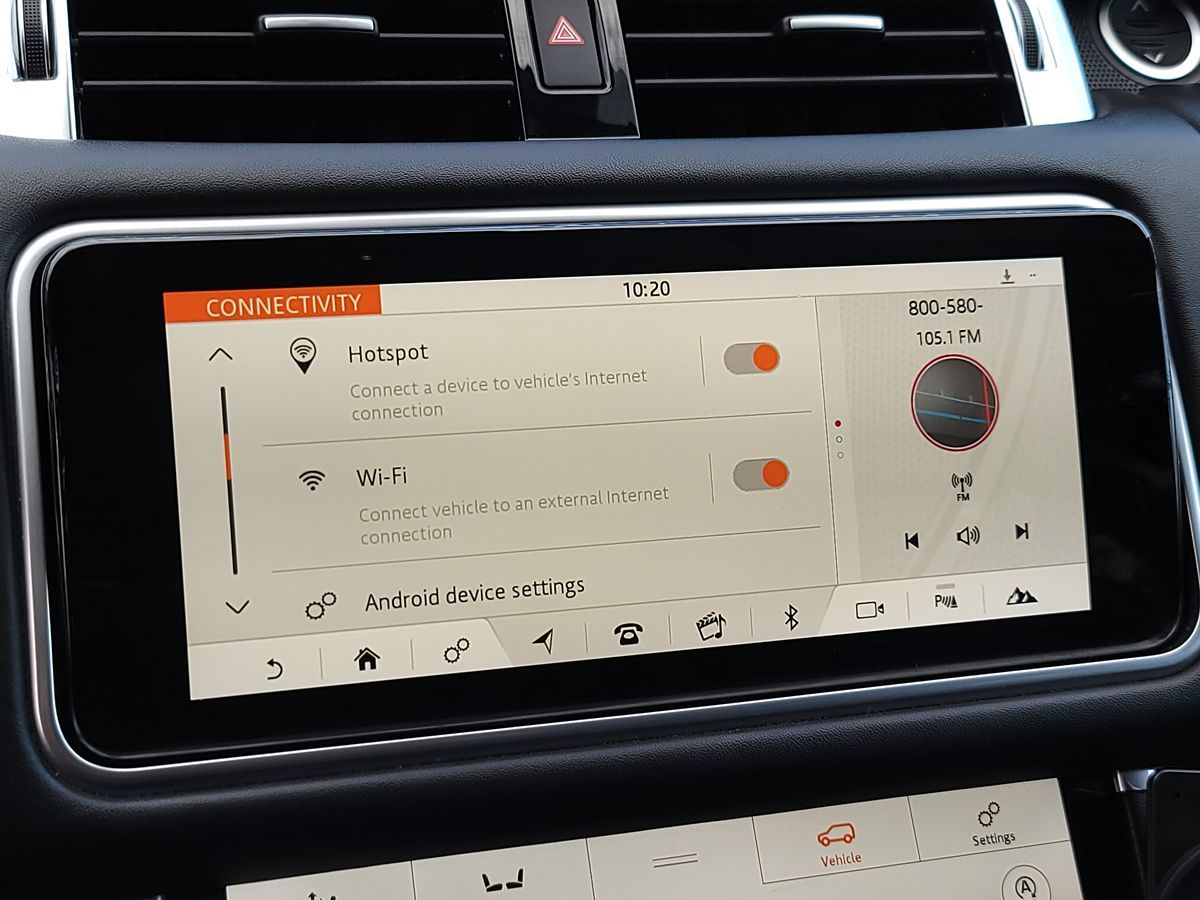 CONNECTIVITY
10:20
800-580-
105.1 FM
Hotspot
Connect a device to vehicle's Internet
connection
Wi-Fi
Connect vehicle to an external Internet
connection
FM
Android device settings
P
Vehicle
Settings
A